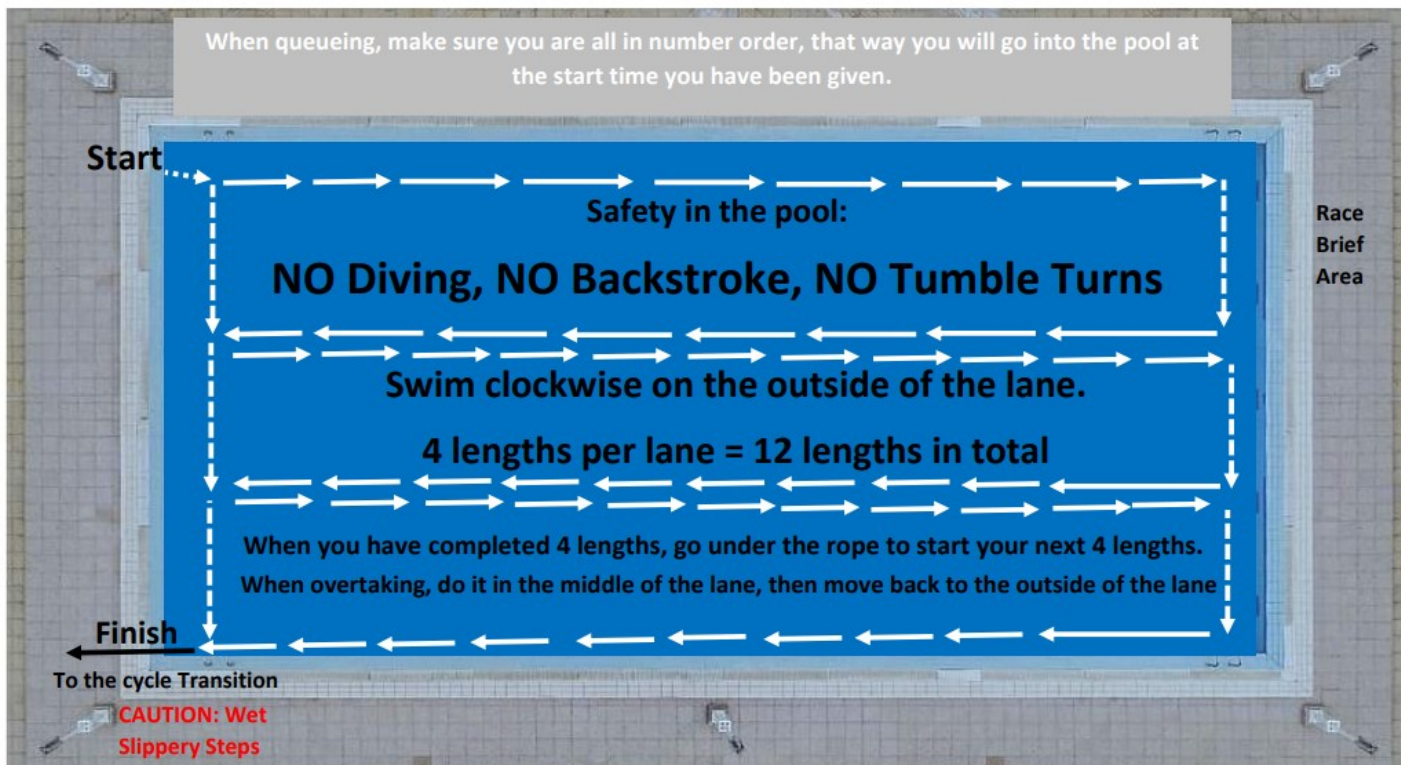 When queueing, make sure you are all in number order, that way you will go into the pool at
the start time you have been given.
Start
Safety in the pool:
Race
Brief
Area
NO Diving, NO Backstroke, NO Tumble Turns
Swim clockwise on the outside of the lane.
4 lengths per lane = 12 lengths in total
When you have completed 4 lengths, go under the rope to start your next 4 lengths.
When overtaking, do it in the middle of the lane, then move back to the outside of the lane
Finish
To the cycle Transition
CAUTION: Wet
Slippery Steps